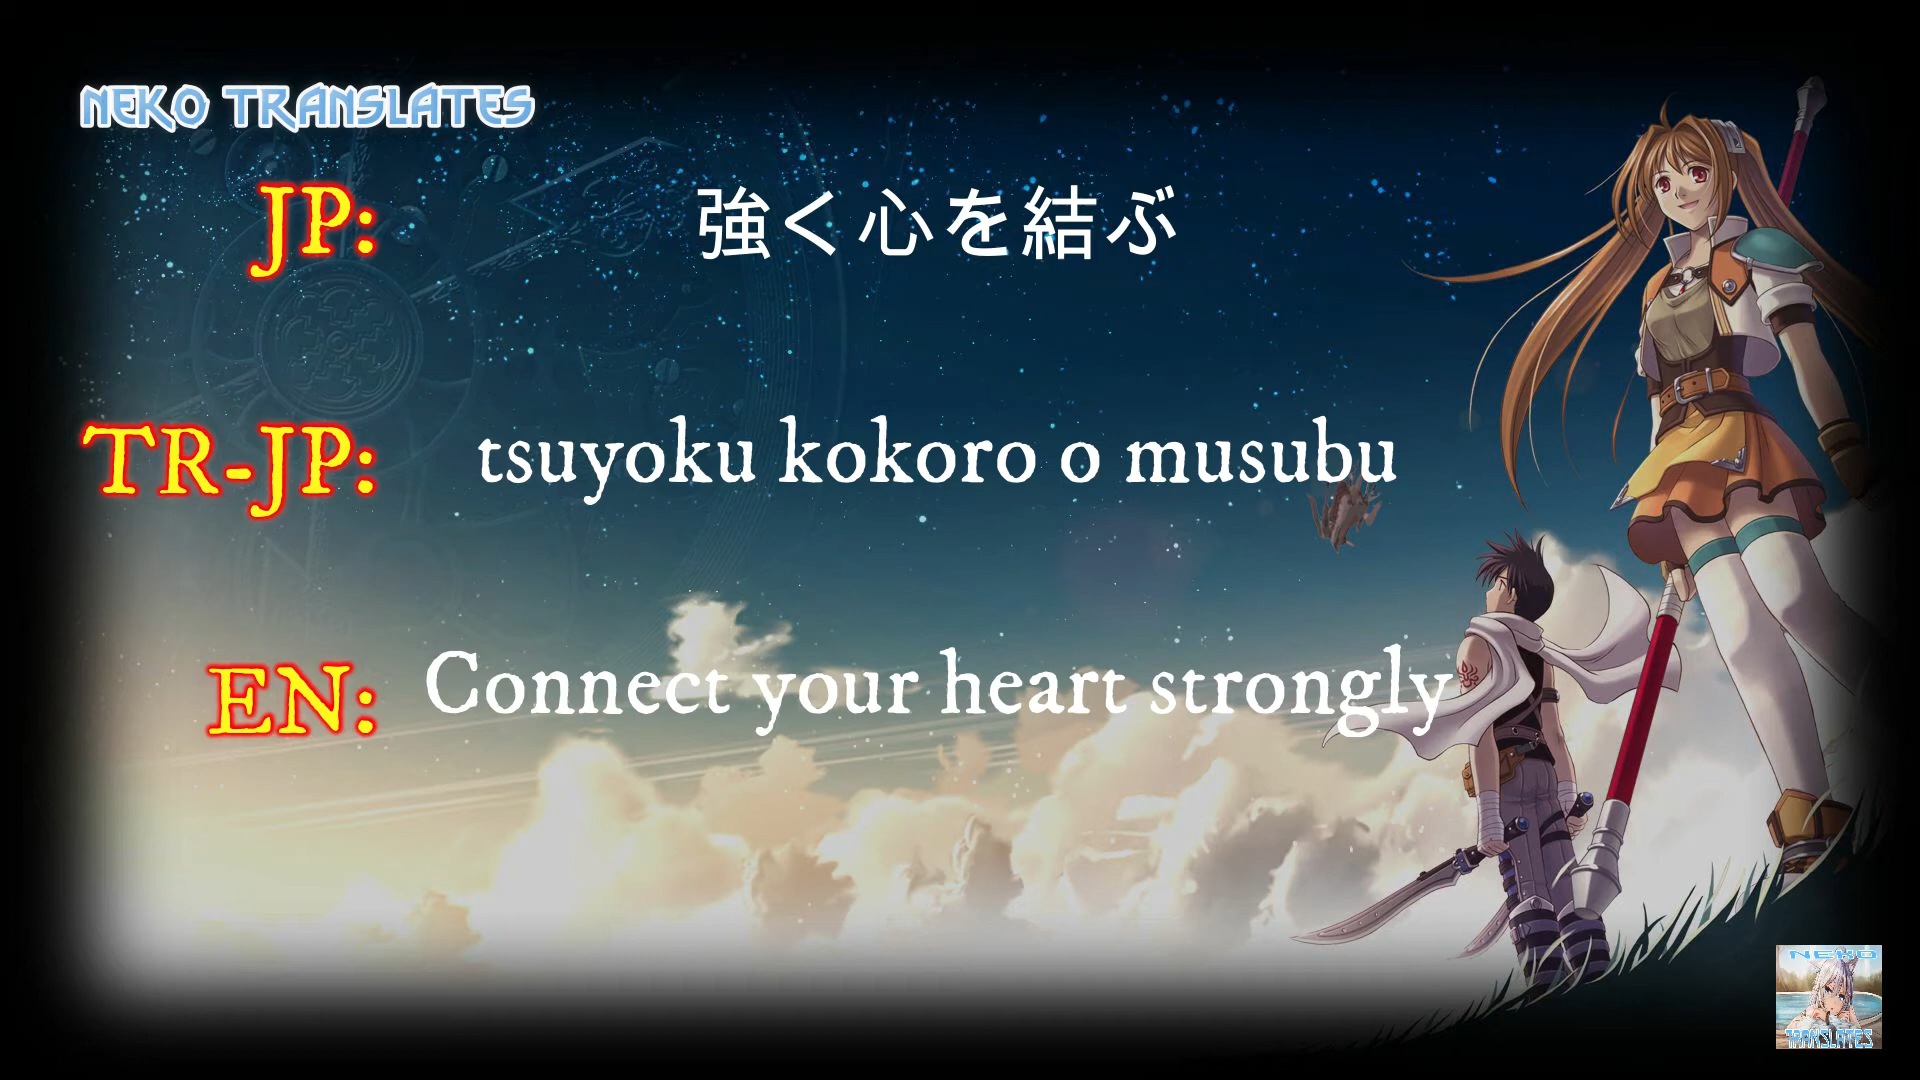 NEKO TRANSLATES
JP: 強く心を結ぶ
TR-JP: tsuyoku kokoro o musubu
EN: Connect your heart strongly
NEKO
TRANSLATES